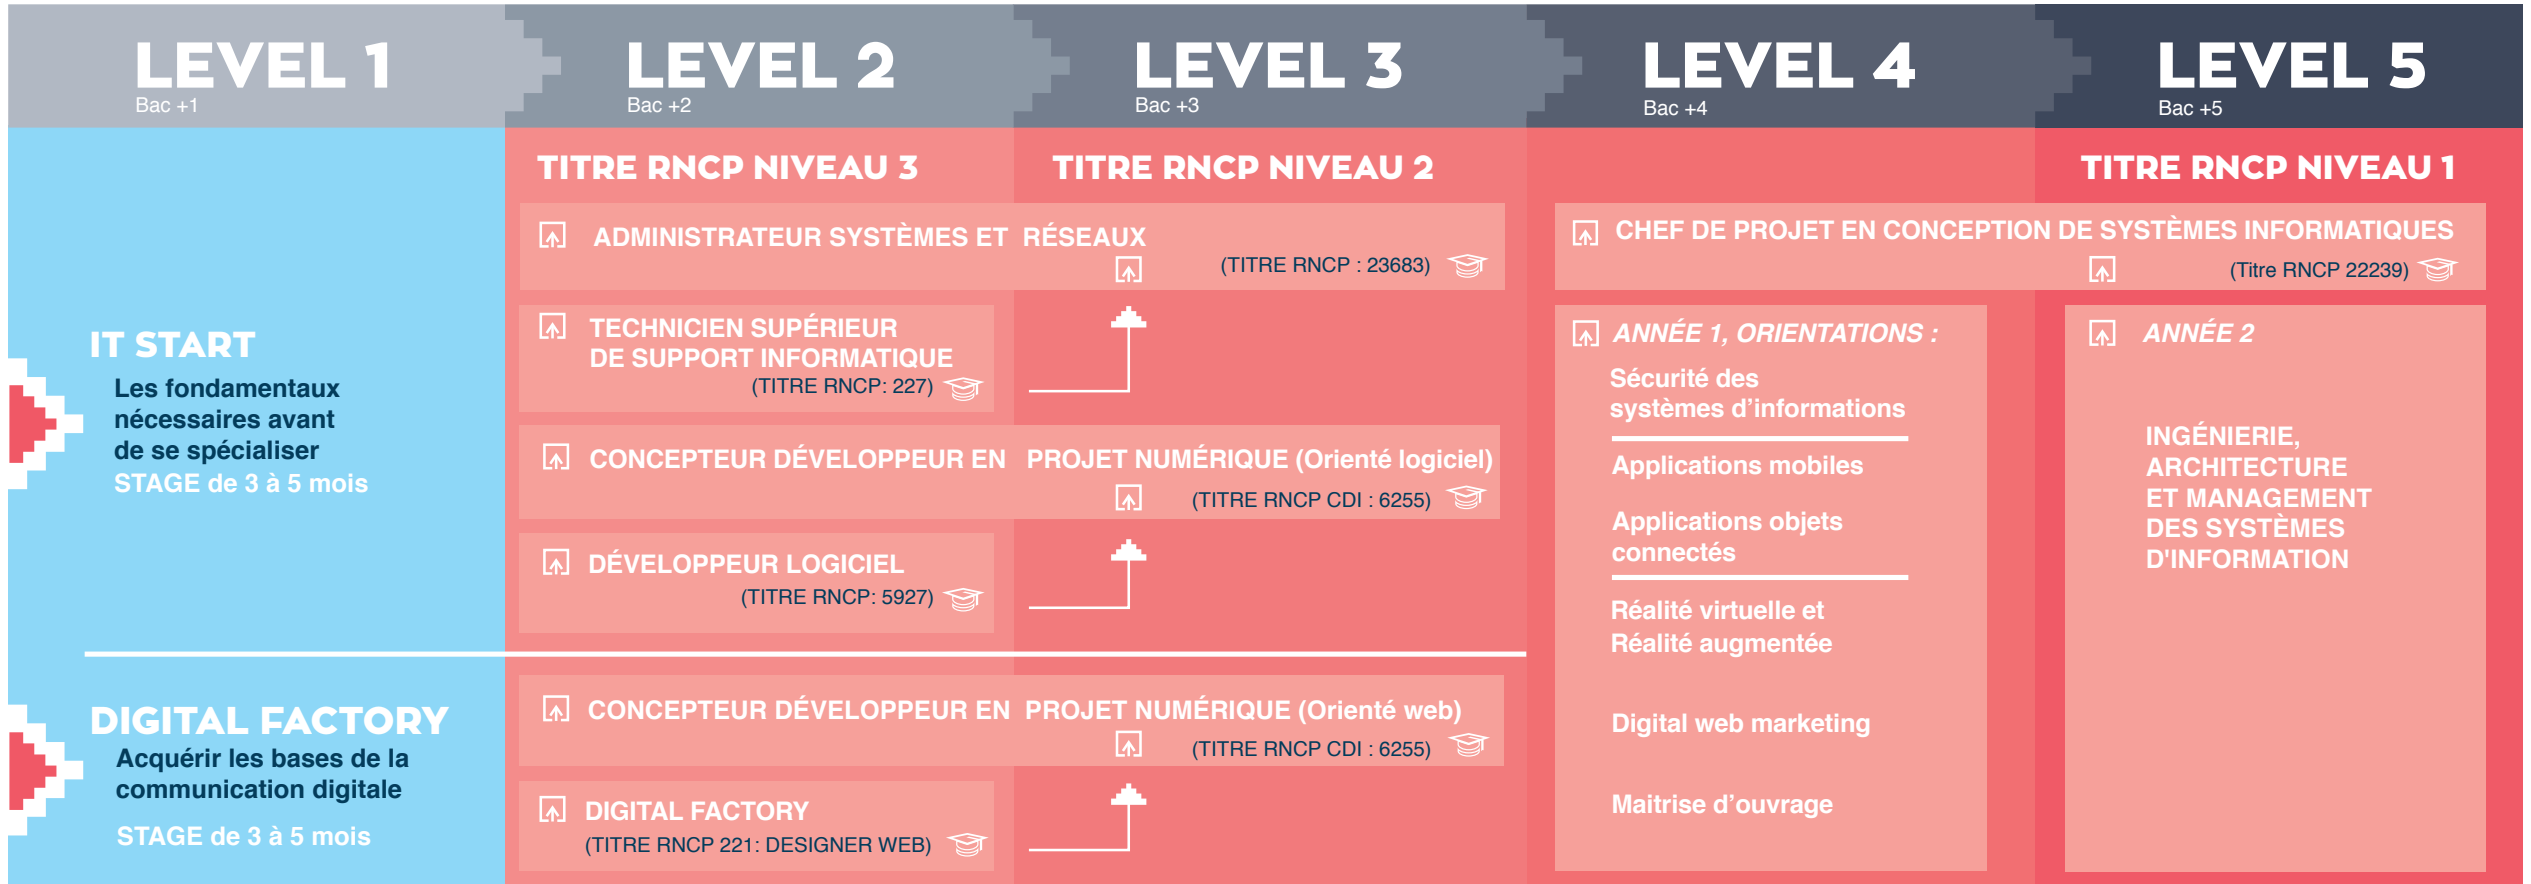 LEVEL 1
Bac +1
LEVEL 2
Bac +2
LEVEL 3
Bac +3
LEVEL 4
Bac +4
LEVEL 5
Bac +5
IT START
Les fondamentaux
nécessaires avant
de se spécialiser
STAGE de 3 à 5 mois
DIGITAL FACTORY
Acquérir les bases de la
communication digitale
STAGE de 3 à 5 mois
TITRE RNCP NIVEAU 3
TITRE RNCP NIVEAU 2
ADMINISTRATEUR SYSTÈMES ET RÉSEAUX
(TITRE RNCP : 23683)
TECHNICIEN SUPÉRIEUR
DE SUPPORT INFORMATIQUE
(TITRE RNCP: 227)
CONCEPTEUR DÉVELOPPEUR EN PROJET NUMÉRIQUE (Orienté logiciel)
(TITRE RNCP CDI : 6255)
DÉVELOPPEUR LOGICIEL
(TITRE RNCP: 5927)
CONCEPTEUR DÉVELOPPEUR EN PROJET NUMÉRIQUE (Orienté web)
(TITRE RNCP CDI : 6255)
DIGITAL FACTORY
(TITRE RNCP 221: DESIGNER WEB)
TITRE RNCP NIVEAU 1
CHEF DE PROJET EN CONCEPTION DE SYSTÈMES INFORMATIQUES
(Titre RNCP 22239)
ANNÉE 1, ORIENTATIONS :
Sécurité des
systèmes d'informations
Applications mobiles
Applications objets
connectés
Réalité virtuelle et
Réalité augmentée
Digital web marketing
Maitrise d'ouvrage
ANNÉE 2
INGÉNIERIE,
ARCHITECTURE
ET MANAGEMENT
DES SYSTÈMES
D'INFORMATION